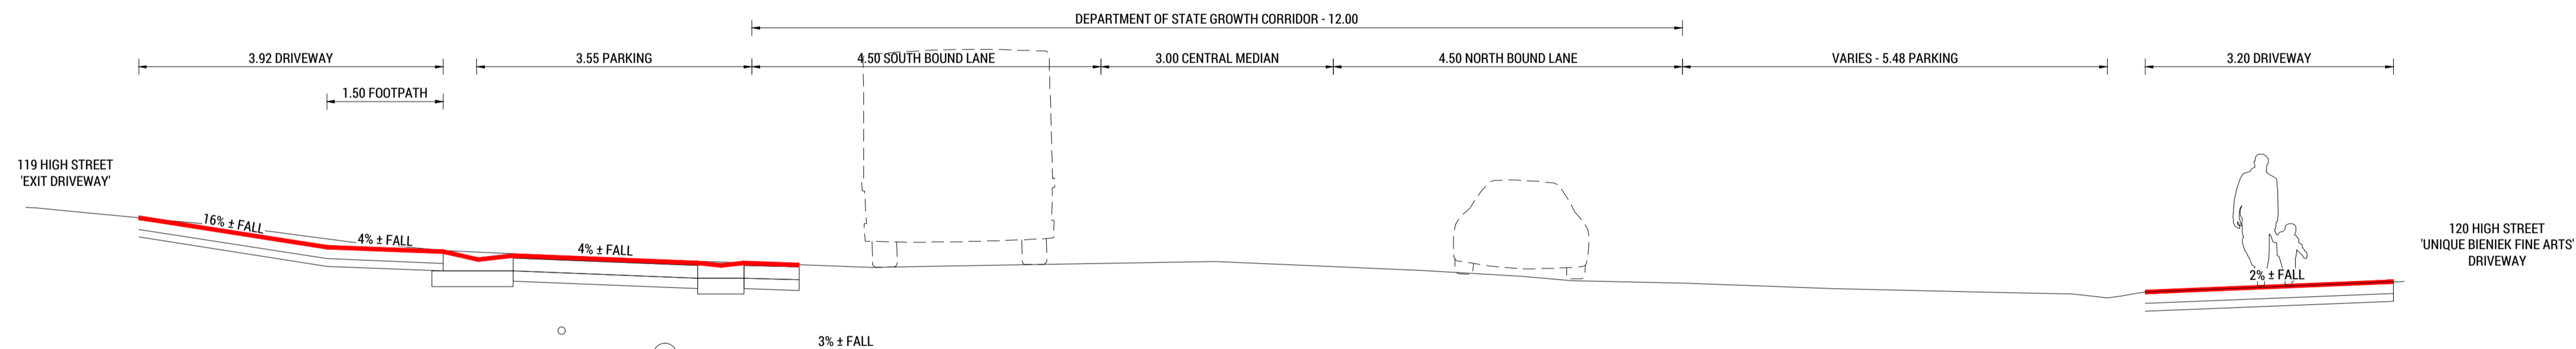 DEPARTMENT OF STATE GROWTH CORRIDOR - 12.00
3.92 DRIVEWAY
3.55 PARKING
4.50 SOUTH BOUND LANE
3.00 CENTRAL MEDIAN
4.50 NORTH BOUND LANE
VARIES - 5.48 PARKING
3.20 DRIVEWAY
1.50 FOOTPATH
119 HIGH STREET
'EXIT DRIVEWAY'
16% ± FALL
4% ± FALL
4% ± FALL
120 HIGH STREET
'UNIQUE BIENIEK FINE ARTS'
DRIVEWAY
2% ± FALL
3% ± FALL